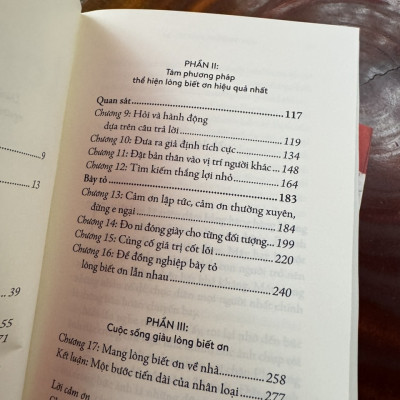 9
13
39
55
71
PHẦN II:
Tám phương pháp
thể hiện lòng biết ơn hiệu quả nhất
Quan sát 117
Chương 9: Hỏi và hành động
dựa trên câu trả lời 119
Chương 10: Đưa ra giả định tích cực 134
Chương 11: Đặt bản thân vào vị trí người khác 148
Chương 12: Tìm kiếm thắng lợi nhỏ 164
Bày tỏ 183
Chương 13: Cảm ơn lập tức, cảm ơn thường xuyên,
đừng e ngại 184
Chương 14: Đo ni đóng giày cho từng đối tượng 199
Chương 15: Củng cố giá trị cốt lõi 220
Chương 16: Để đồng nghiệp bày tỏ
lòng biết ơn lẫn nhau 240
PHẦN III:
Cuộc sống giàu lòng biết ơn
Chương 17: Mang lòng biết ơn về nhà 258
Kết luận: Một bước tiến dài của nhân loại 277
Lời cảm ơn